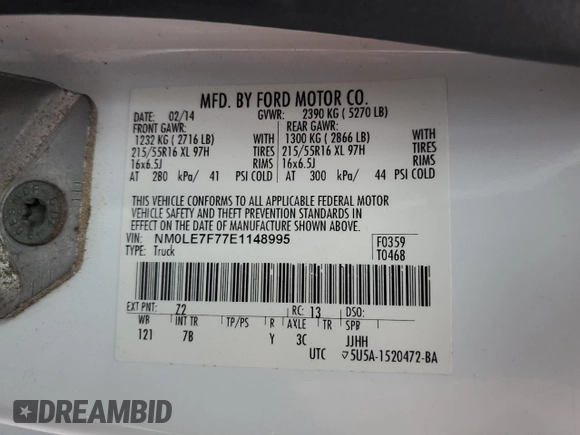 MFD. BY FORD MOTOR CO.
DATE: 02/14 GVWR: 2390 KG ( 5270 LB)
FRONT GAWR: REAR GAWR:
1232 KG ( 2716 LB) WITH 1300 KG ( 2866 LB) WITH
215/55R16 XL 97H TIRES 215/55R16 XL 97H TIRES
16x6.5J RIMS 16x6.5J RIMS
AT 280 kPa/ 41 PSI COLD AT 300 kPa/ 44 PSI COLD
THIS VEHICLE CONFORMS TO ALL APPLICABLE FEDERAL MOTOR
VEHICLE SAFETY AND THEFT PREVENTION STANDARDS IN
EFFECT ON THE DATE OF MANUFACTURE SHOWN ABOVE.
VIN: NM0LE7F77E1148995 F0359
TYPE: Truck T0468
EXT PNT: Z2 RC: 13 DSO:
WB INT TR TP/PS R AXLE TR SPR
121 7B Y 3C JJHH
UTC ▽5U5A-1520472-BA
DREAMBID